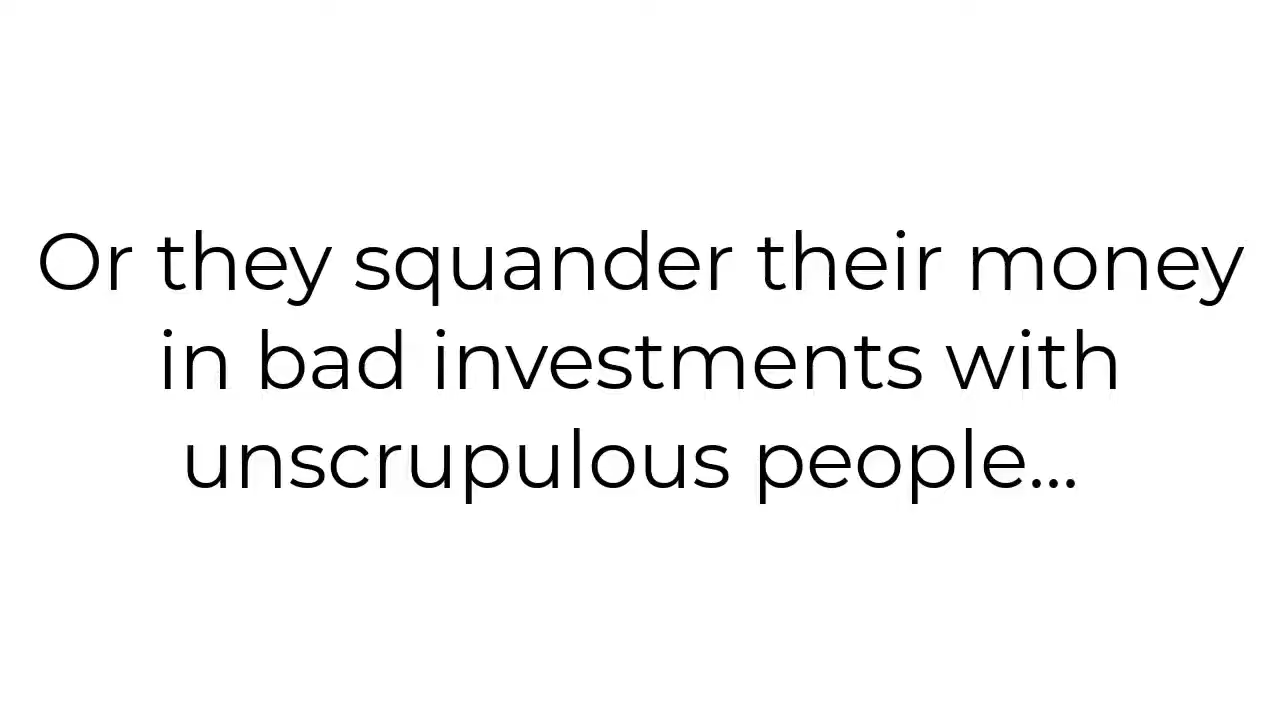 Or they squander their money
in bad investments with
unscrupulous people...